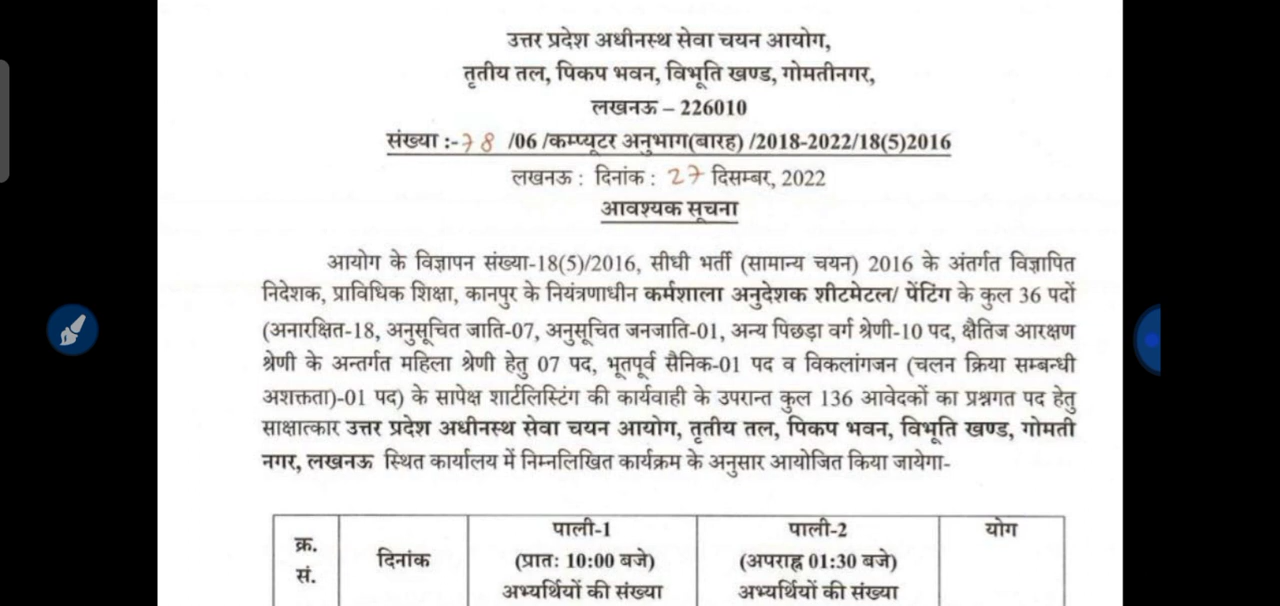 उत्तर प्रदेश अधीनस्थ सेवा चयन आयोग,
तृतीय तल, पिकप भवन, विभूति खण्ड, गोमतीनगर,
लखनऊ – 226010
संख्या :-78 /06 /कम्प्यूटर अनुभाग(बारह) /2018-2022/18(5)2016
लखनऊ : दिनांक : 27 दिसम्बर, 2022
आवश्यक सूचना
आयोग के विज्ञापन संख्या-18(5)/2016, सीधी भर्ती (सामान्य चयन) 2016 के अंतर्गत विज्ञापित
निदेशक, प्राविधिक शिक्षा, कानपुर के नियंत्रणाधीन कर्मशाला अनुदेशक शीटमेटल/ पेंटिंग के कुल 36 पदों
(अनारक्षित-18, अनुसूचित जाति-07, अनुसूचित जनजाति-01, अन्य पिछड़ा वर्ग श्रेणी-10 पद, क्षैतिज आरक्षण
श्रेणी के अन्तर्गत महिला श्रेणी हेतु 07 पद, भूतपूर्व सैनिक-01 पद व विकलांगजन (चलन क्रिया सम्बन्धी
अशक्तता)-01 पद) के सापेक्ष शार्टलिस्टिंग की कार्यवाही के उपरान्त कुल 136 आवेदकों का प्रश्नगत पद हेतु
साक्षात्कार उत्तर प्रदेश अधीनस्थ सेवा चयन आयोग, तृतीय तल, पिकप भवन, विभूति खण्ड, गोमती
नगर, लखनऊ स्थित कार्यालय में निम्नलिखित कार्यक्रम के अनुसार आयोजित किया जायेगा-
क्र. सं.
दिनांक
पाली-1
(प्रातः 10:00 बजे)
अभ्यर्थियों की संख्या
पाली-2
(अपराह्न 01:30 बजे)
अभ्यर्थियों की संख्या
योग